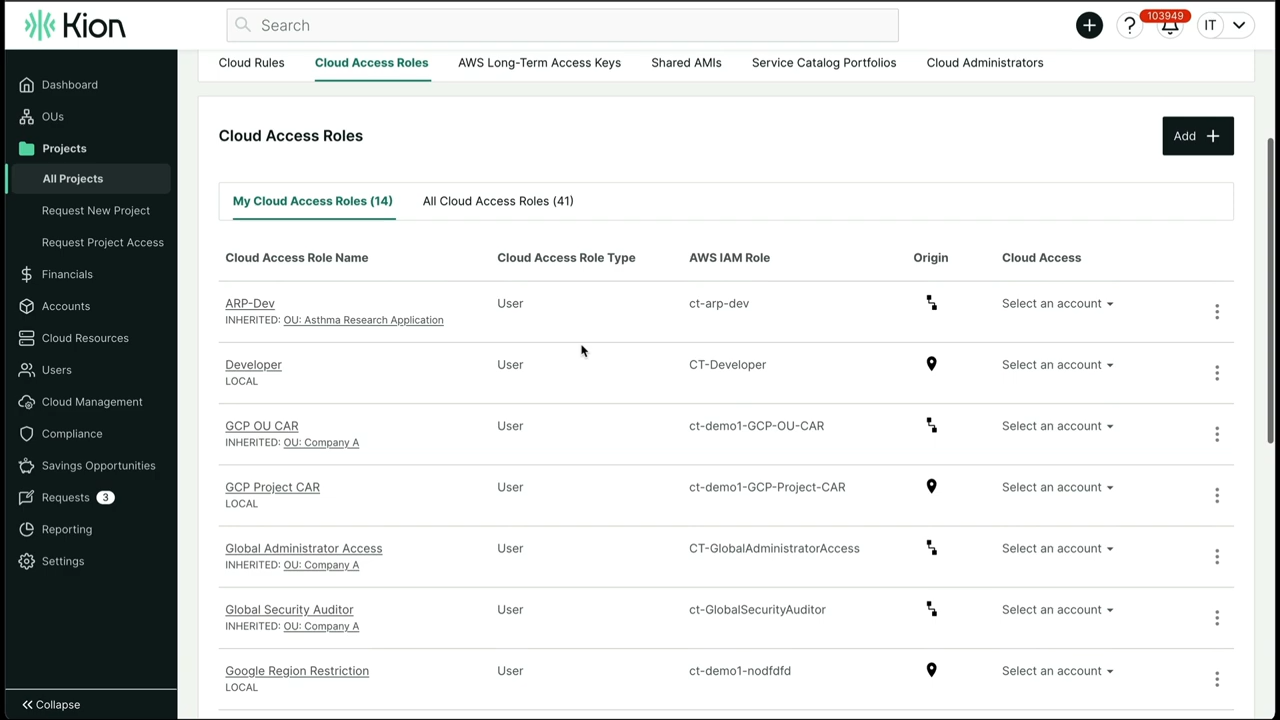 Kion
Search
103949
IT
Dashboard
OUs
Projects
All Projects
Request New Project
Request Project Access
Financials
Accounts
Cloud Resources
Users
Cloud Management
Compliance
Savings Opportunities
Requests 3
Reporting
Settings
Collapse
Cloud Rules
Cloud Access Roles
AWS Long-Term Access Keys
Shared AMIs
Service Catalog Portfolios
Cloud Administrators
Cloud Access Roles
Add +
My Cloud Access Roles (14)
All Cloud Access Roles (41)
Cloud Access Role Name Cloud Access Role Type AWS IAM Role Origin Cloud Access
ARP-Dev User ct-arp-dev Select an account
INHERITED: OU: Asthma Research Application
Developer User CT-Developer Select an account
LOCAL
GCP OU CAR User ct-demo1-GCP-OU-CAR Select an account
INHERITED: OU: Company A
GCP Project CAR User ct-demo1-GCP-Project-CAR Select an account
LOCAL
Global Administrator Access User CT-GlobalAdministratorAccess Select an account
INHERITED: OU: Company A
Global Security Auditor User ct-GlobalSecurityAuditor Select an account
INHERITED: OU: Company A
Google Region Restriction User ct-demo1-nodfdfd Select an account
LOCAL